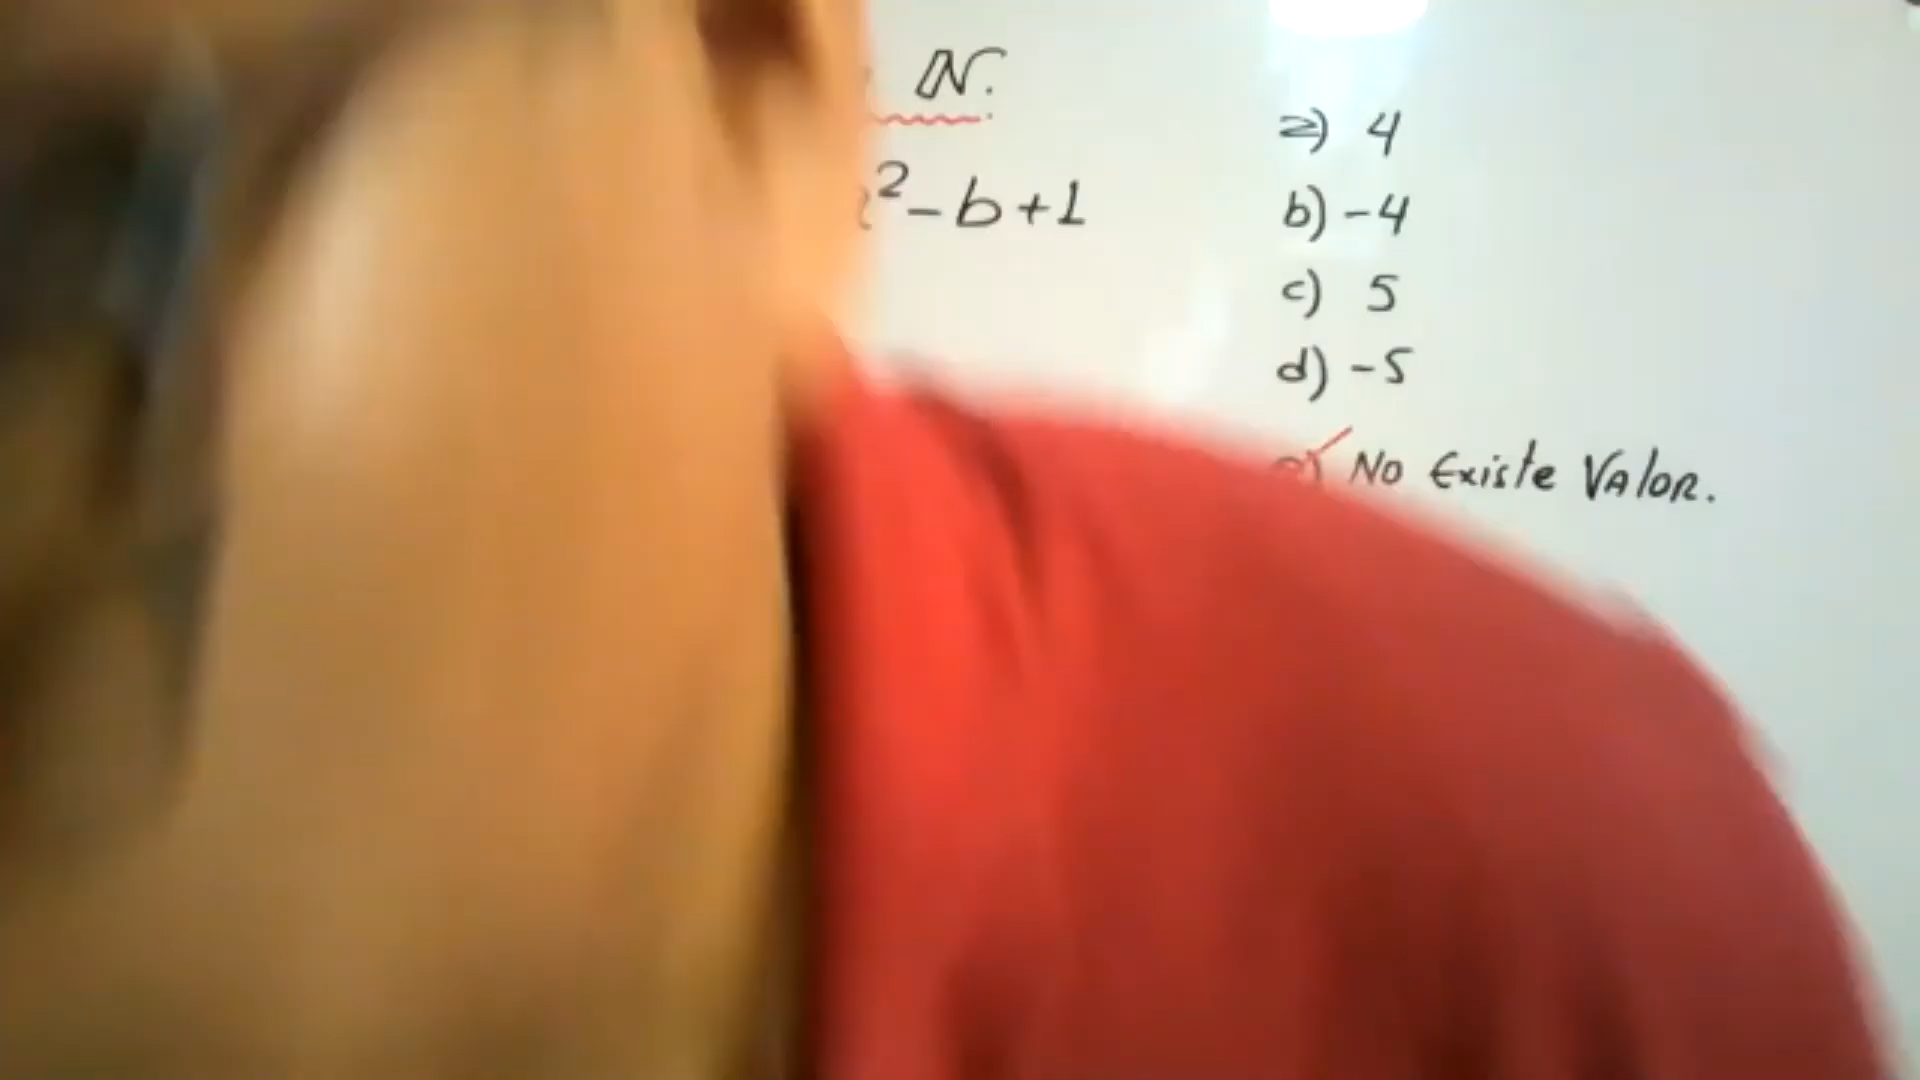 N.
²-b+1
a) 4
b) -4
c) 5
d) -5
e) No Existe Valor.